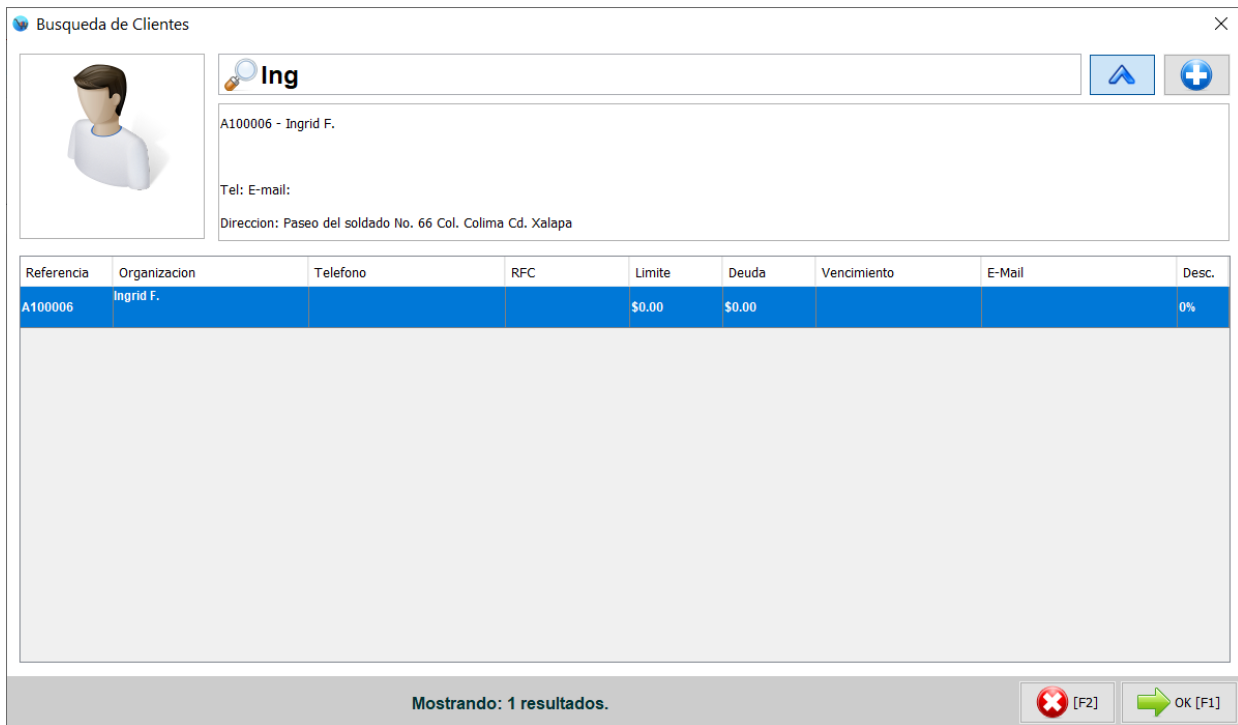 Busqueda de Clientes
Ing
A100006 - Ingrid F.
Tel: E-mail:
Direccion: Paseo del soldado No. 66 Col. Colima Cd. Xalapa
Referencia Organizacion Telefono RFC Limite Deuda Vencimiento E-Mail Desc.
A100006 Ingrid F. $0.00 $0.00 0%
Mostrando: 1 resultados.
[F2] OK [F1]